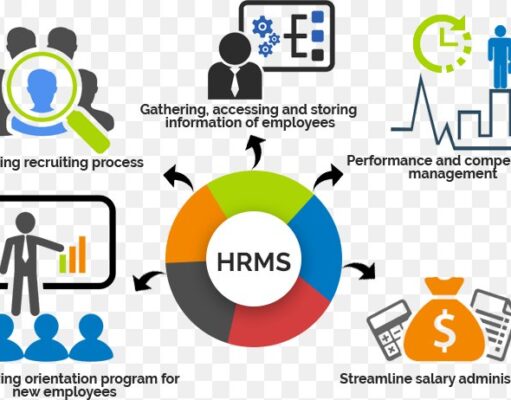 Gathering, accessing and storing
information of employees
ing recruiting process
Performance and compe
management
HRMS
ing orientation program for
new employees
Streamline salary adminis
$